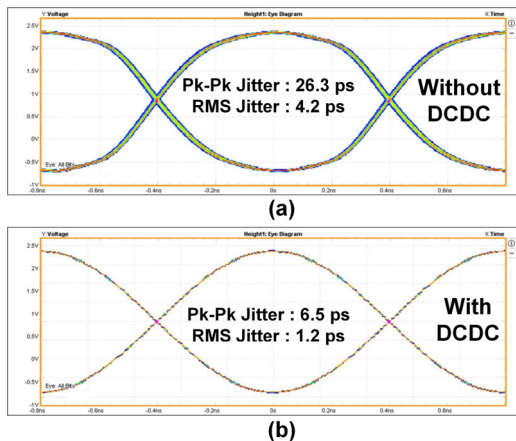 Y: Voltage Height1: Eye Diagram X: Time
2.5V
2V
1.5V
1V
0.5V
0V
-0.5V
-1V
Pk-Pk Jitter : 26.3 ps
RMS Jitter : 4.2 ps
Without
DCDC
Eye: All Bits
-0.8ns -0.6ns -0.4ns -0.2ns 0s 0.2ns 0.4ns 0.6ns
(a)
Y: Voltage Height1: Eye Diagram X: Time
2.5V
2V
1.5V
1V
0.5V
0V
-0.5V
-1V
Pk-Pk Jitter : 6.5 ps
RMS Jitter : 1.2 ps
With
DCDC
Eye: All Bits
-0.8ns -0.6ns -0.4ns -0.2ns 0s 0.2ns 0.4ns 0.6ns
(b)